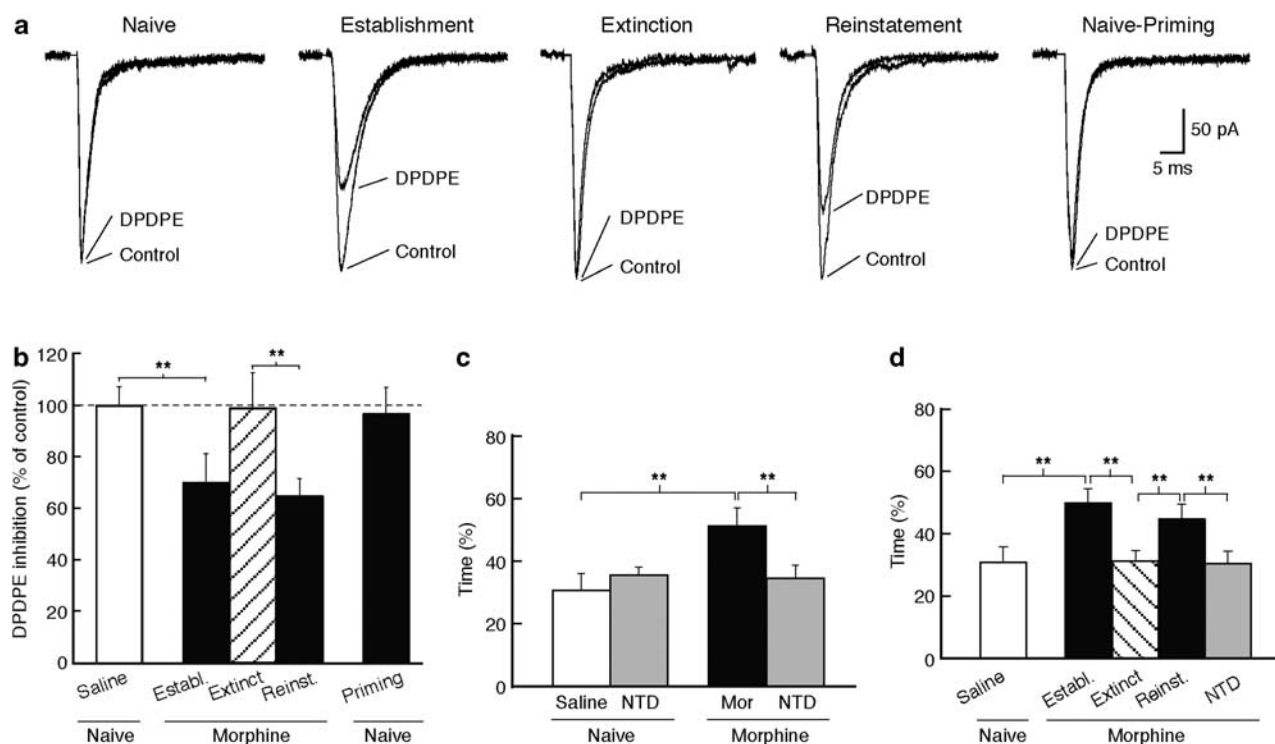 a
Naive
Establishment
Extinction
Reinstatement
Naive-Priming
DPDPE
Control
DPDPE
Control
DPDPE
Control
DPDPE
Control
DPDPE
Control
50 pA
5 ms
b
DPDPE inhibition (% of control)
120
100
80
60
40
20
0
**
**
Saline
Establ.
Extinct
Reinst.
Priming
Naive
Morphine
Naive
c
Time (%)
80
60
40
20
0
**
**
Saline
NTD
Mor
NTD
Naive
Morphine
d
Time (%)
80
60
40
20
0
**
**
**
**
Saline
Establ.
Extinct
Reinst.
NTD
Naive
Morphine